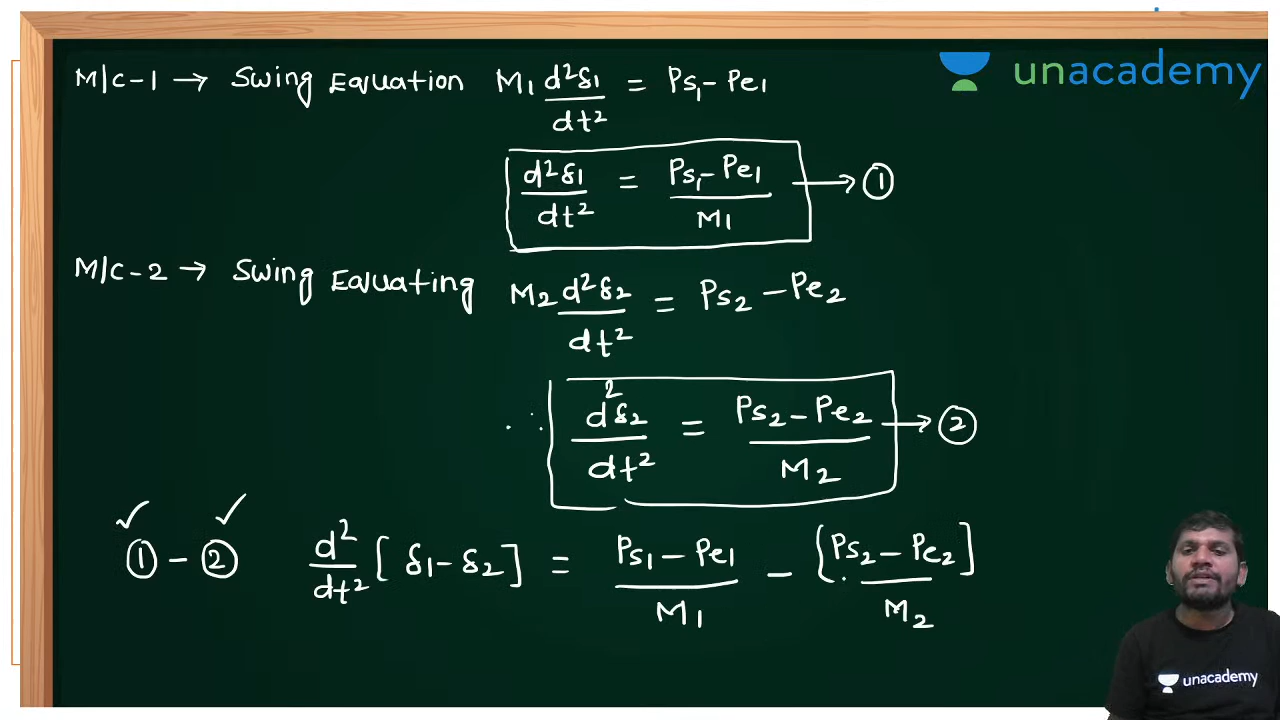 unacademy
M/c-1 → Swing Equation M1 d²δ1/dt² = Ps1 - Pe1
d²δ1/dt² = (Ps1 - Pe1)/M1 → ①
M/c-2 → Swing Equating M2 d²δ2/dt² = Ps2 - Pe2
∴ d²δ2/dt² = (Ps2 - Pe2)/M2 → ②
✓ ✓
① - ② d²/dt² [δ1 - δ2] = (Ps1 - Pe1)/M1 - [Ps2 - Pe2]/M2
unacademy